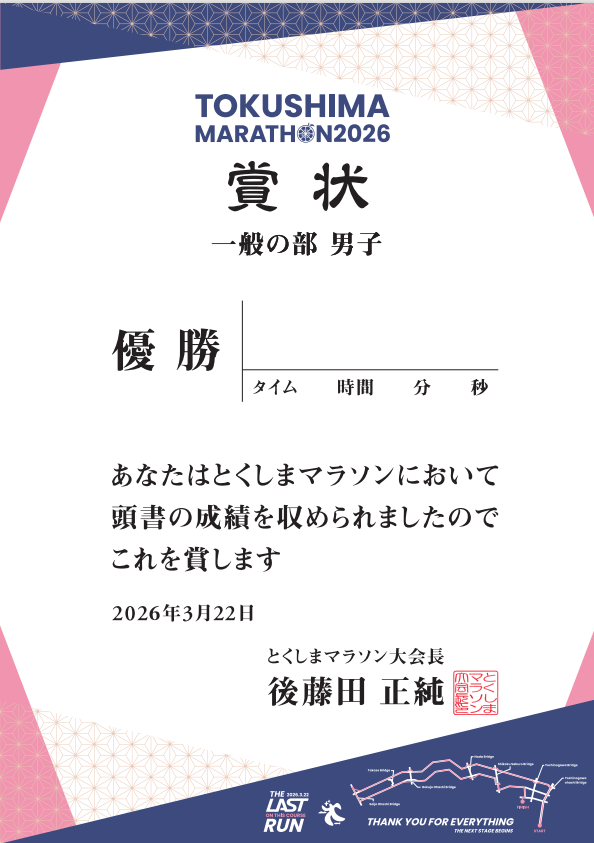 TOKUSHIMA
MARATHON2026
賞状
一般の部 男子
優勝
タイム 時間 分 秒
あなたはとくしまマラソンにおいて
頭書の成績を収められましたので
これを賞します
2026年3月22日
とくしまマラソン大会長
後藤田 正純
とくしま
マラソン
THE 2026.3.22
LAST
ON THIS COURSE
RUN
THANK YOU FOR EVERYTHING
THE NEXT STAGE BEGINS
START